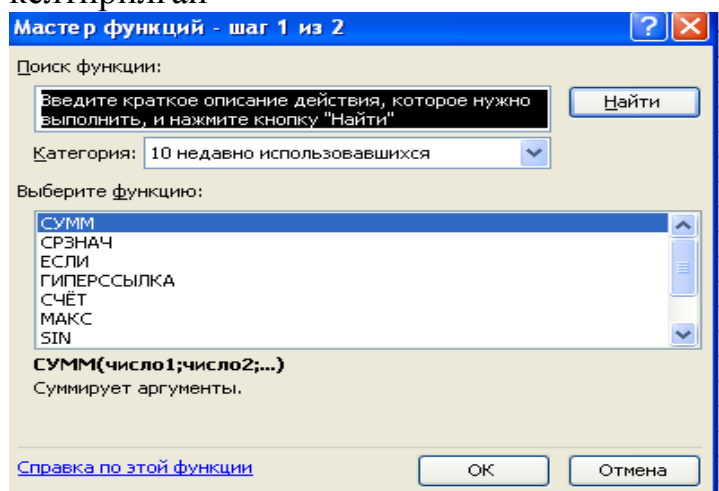 келтирилган
Мастер функций - шаг 1 из 2
Поиск функции:
Введите краткое описание действия, которое нужно
выполнить, и нажмите кнопку "Найти"
Найти
Категория: 10 недавно использовавшихся
Выберите функцию:
СУММ
СРЗНАЧ
ЕСЛИ
ГИПЕРССЫЛКА
СЧЁТ
МАКС
SIN
СУММ(число1;число2;...)
Суммирует аргументы.
Справка по этой функции
ОК
Отмена